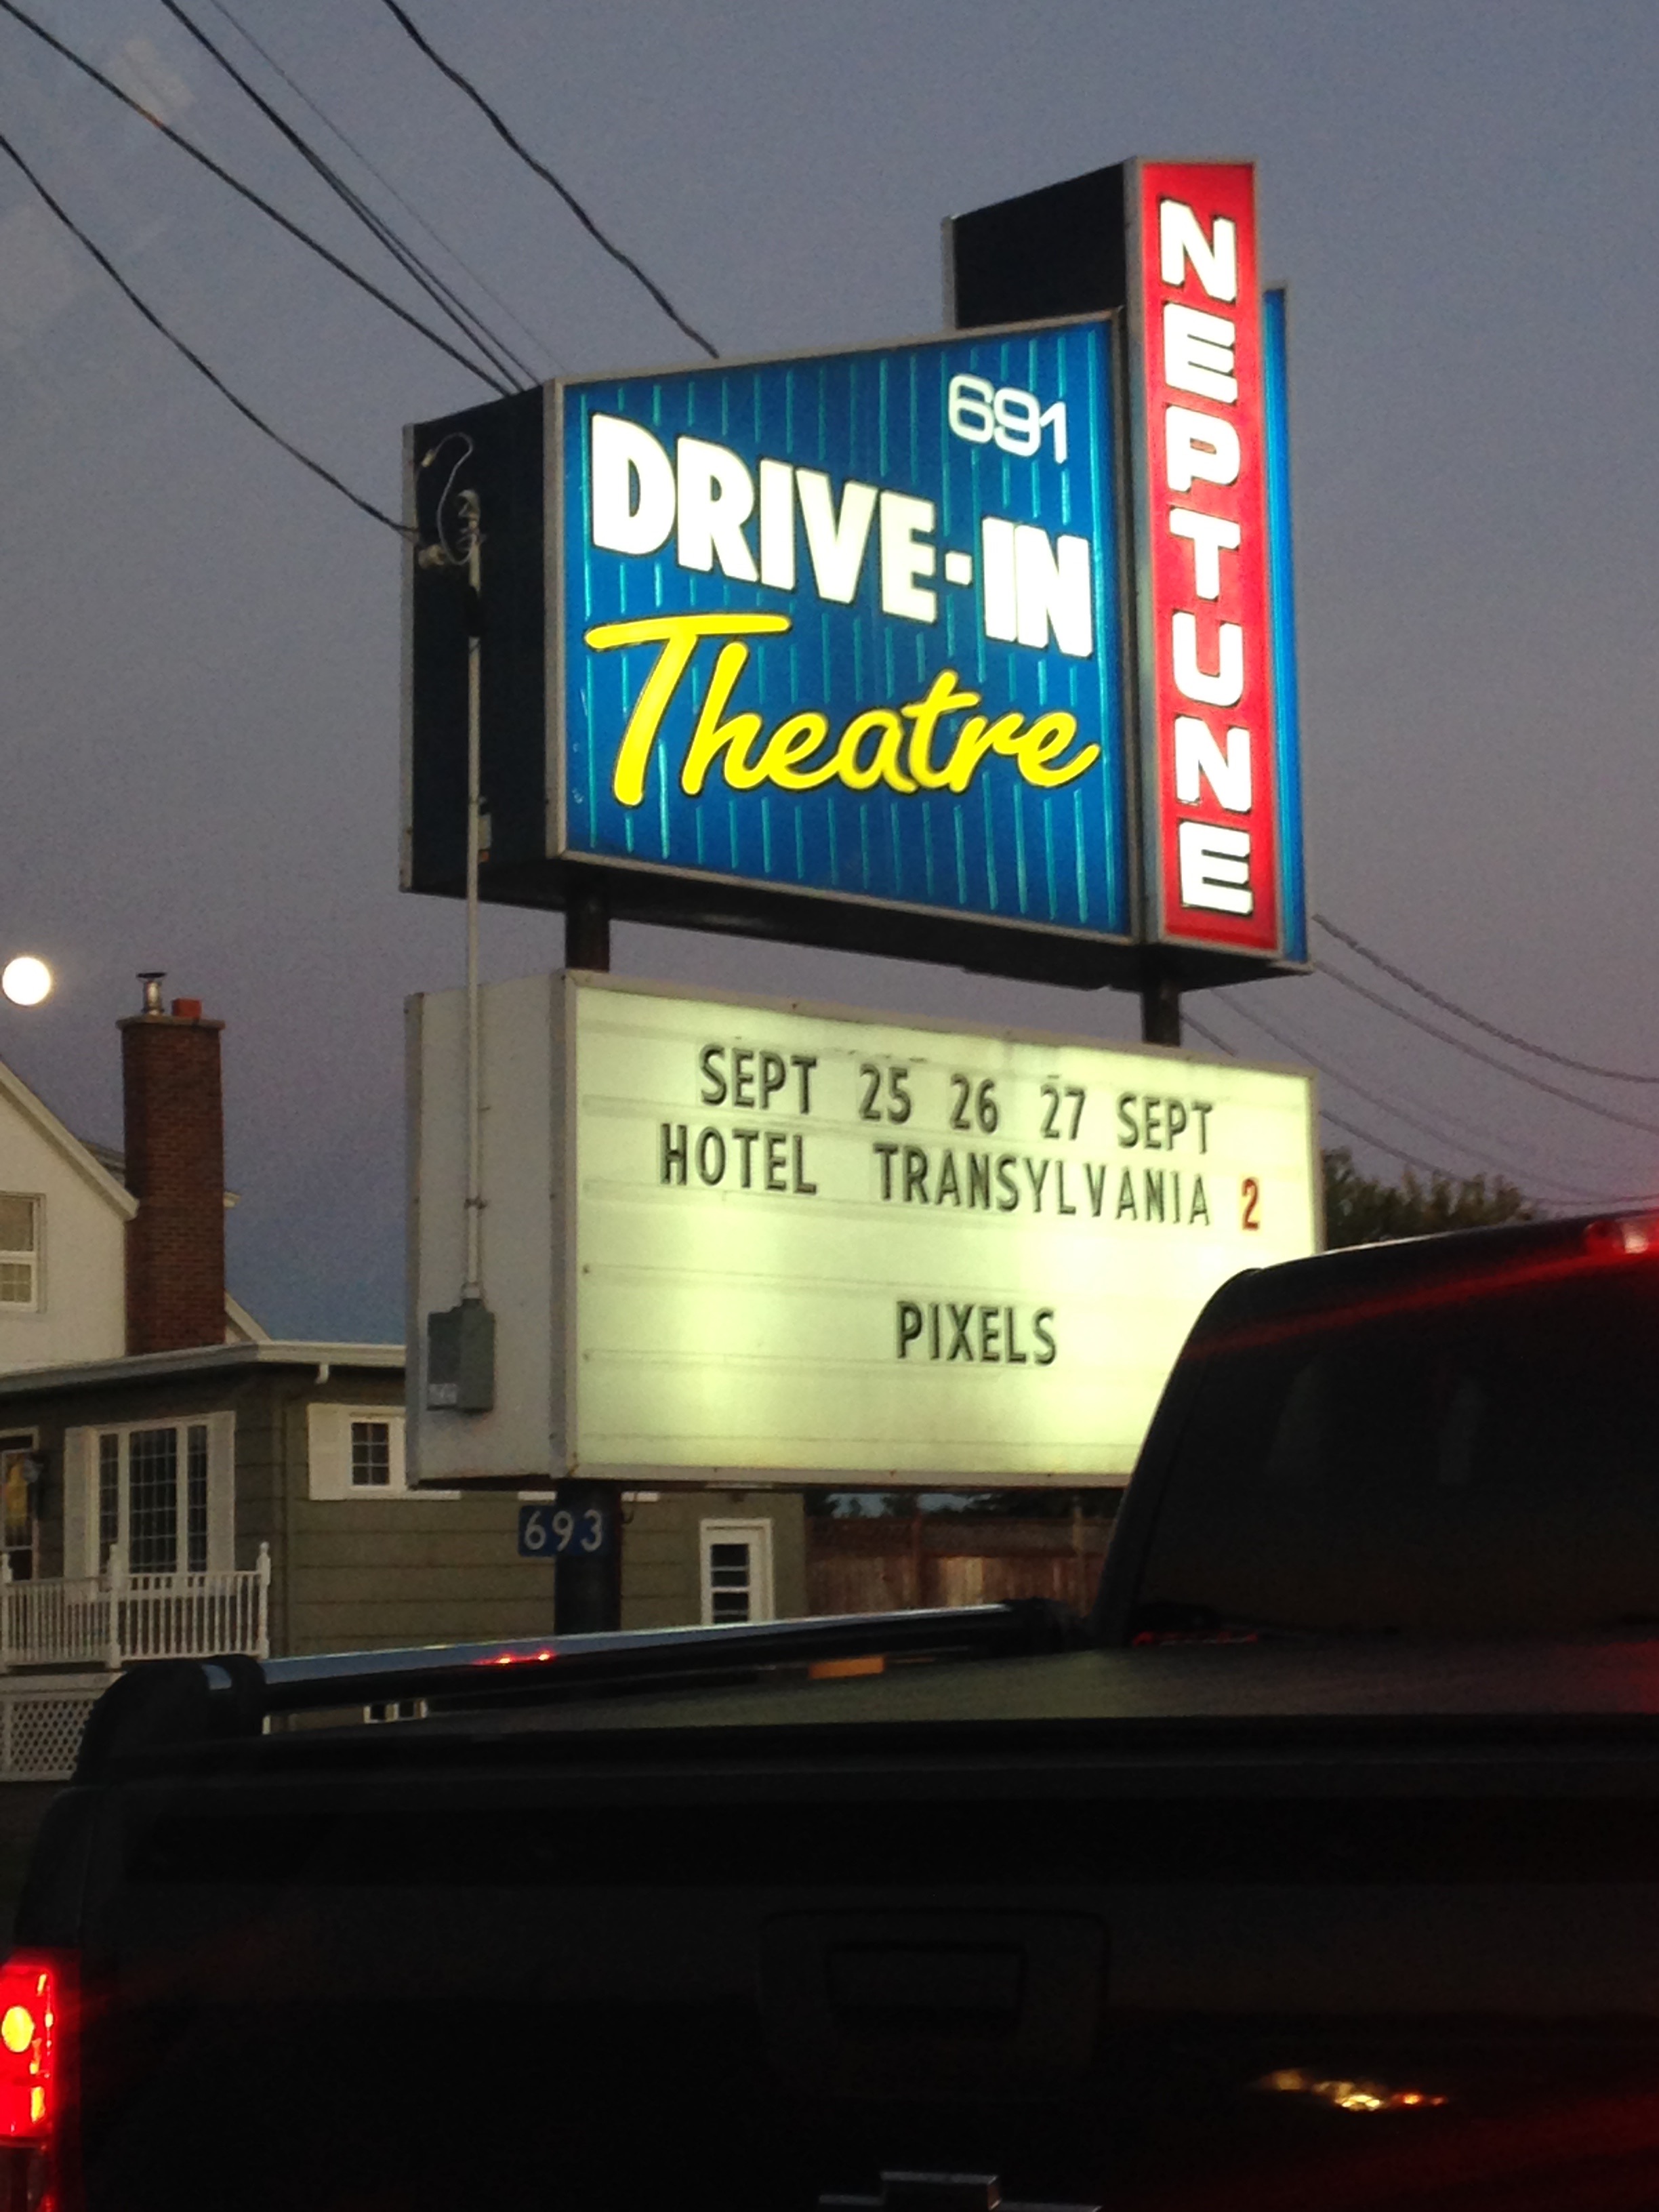 NEPTUNE
691
DRIVE-IN
Theatre
SEPT 25 26 27 SEPT
HOTEL TRANSYLVANIA 2
PIXELS
693